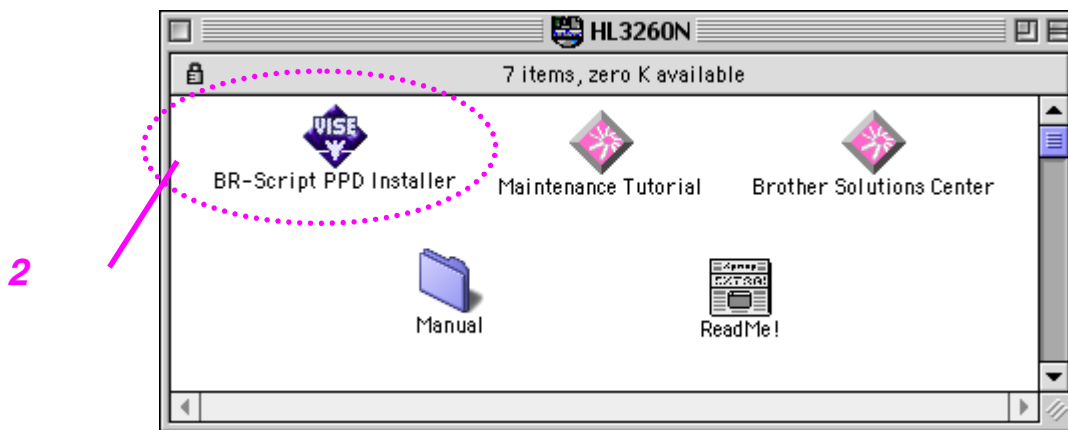 HL3260N
7 items, zero K available
VISE
BR-Script PPD Installer
Maintenance Tutorial
Brother Solutions Center
2
Manual
ReadMe!